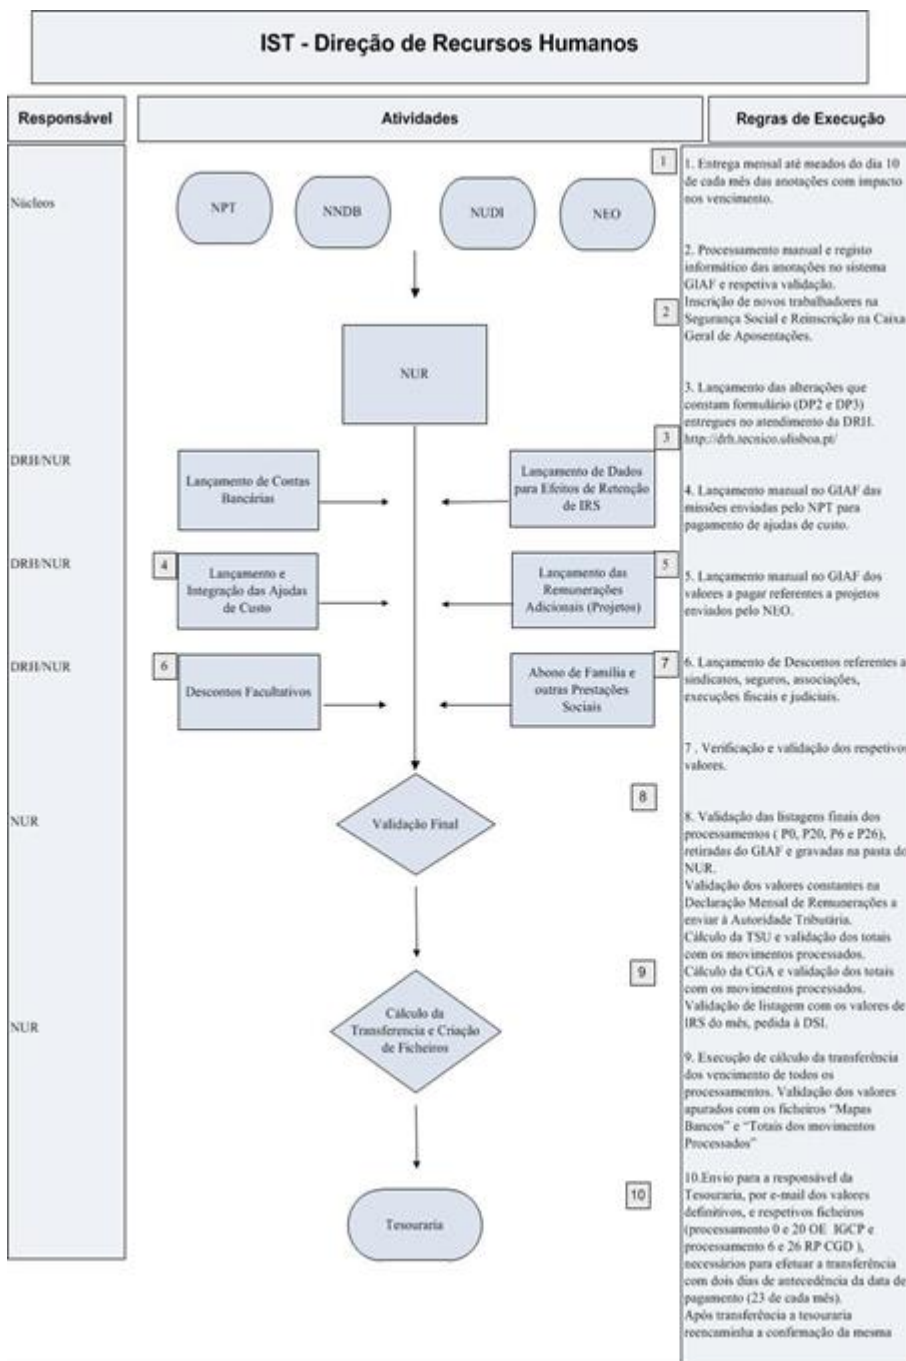 IST - Direção de Recursos Humanos
Responsável
Atividades
Regras de Execução
Núcleos
NPT
NNDB
NUDI
NEO
1
1. Entrega mensal até meados do dia 10
de cada mês das anotações com impacto
nos vencimento.
2. Processamento manual e registo
informático das anotações no sistema
GIAF e respetiva validação.
Inscrição de novos trabalhadores na
Segurança Social e Reinscrição na Caixa
Geral de Aposentações.
2
NUR
3. Lançamento das alterações que
constam formulário (DP2 e DP3)
entregues no atendimento da DRH.
http://drh.tecnico.ulisboa.pt/
3
DRH/NUR
Lançamento de Contas
Bancárias
Lançamento de Dados
para Efeitos de Retenção
de IRS
4. Lançamento manual no GIAF das
missões enviadas pelo NPT para
pagamento de ajudas de custo.
DRH/NUR
4
Lançamento e
Integração das Ajudas
de Custo
Lançamento das
Remunerações
Adicionais (Projetos)
5
5. Lançamento manual no GIAF dos
valores a pagar referentes a projetos
enviados pelo NEO.
DRH/NUR
6
Descontos Facultativos
Abono de Família e
outras Prestações
Sociais
7
6. Lançamento de Descontos referentes a
sindicatos, seguros, associações,
execuções fiscais e judiciais.
7 . Verificação e validação dos respetivos
valores.
8
NUR
Validação Final
8. Validação das listagens finais dos
processamentos ( P0, P20, P6 e P26),
retiradas do GIAF e gravadas na pasta do
NUR.
Validação dos valores constantes na
Declaração Mensal de Remunerações a
enviar à Autoridade Tributária.
Cálculo da TSU e validação dos totais
com os movimentos processados.
Cálculo da CGA e validação dos totais
com os movimentos processados.
Validação de listagem com os valores de
IRS do mês, pedida à DSI.
9
NUR
Cálculo da
Transferencia e Criação
de Ficheiros
9. Execução de cálculo da transferência
dos vencimento de todos os
processamentos. Validação dos valores
apurados com os ficheiros “Mapas
Bancos” e “Totais dos movimentos
Processados”
10
Tesouraria
10.Envio para a responsável da
Tesouraria, por e-mail dos valores
definitivos, e respetivos ficheiros
(processamento 0 e 20 OE IGCP e
processamento 6 e 26 RP CGD ),
necessários para efetuar a transferência
com dois dias de antecedência da data de
pagamento (23 de cada mês).
Após transferência a tesouraria
reencaminha a confirmação da mesma